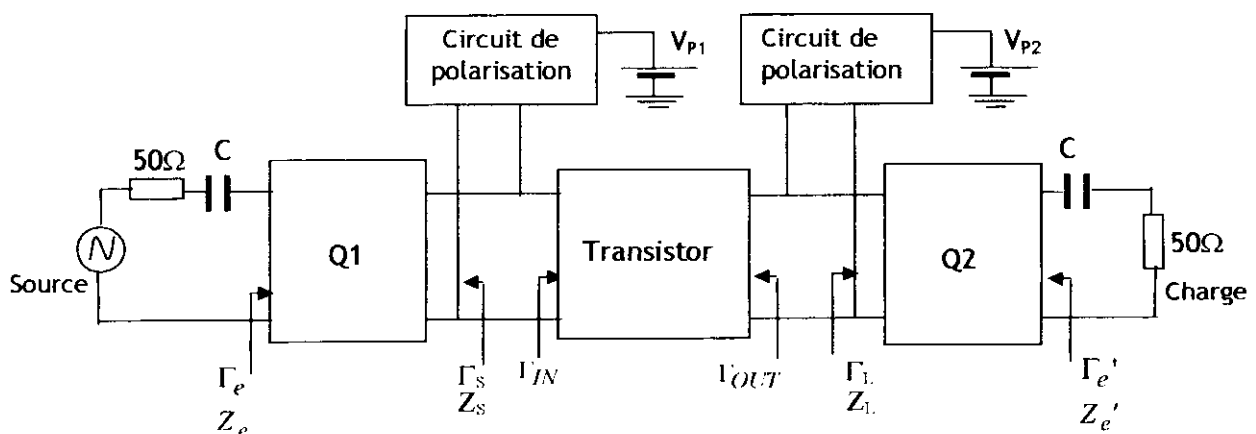 Circuit de
polarisation
V_P1
Circuit de
polarisation
V_P2
50Ω
C
Q1
Transistor
Q2
C
50Ω
Source
Charge
Γ_e
Z_e
Γ_S
Z_S
Γ_IN
Γ_OUT
Γ_L
Z_L
Γ_e'
Z_e'